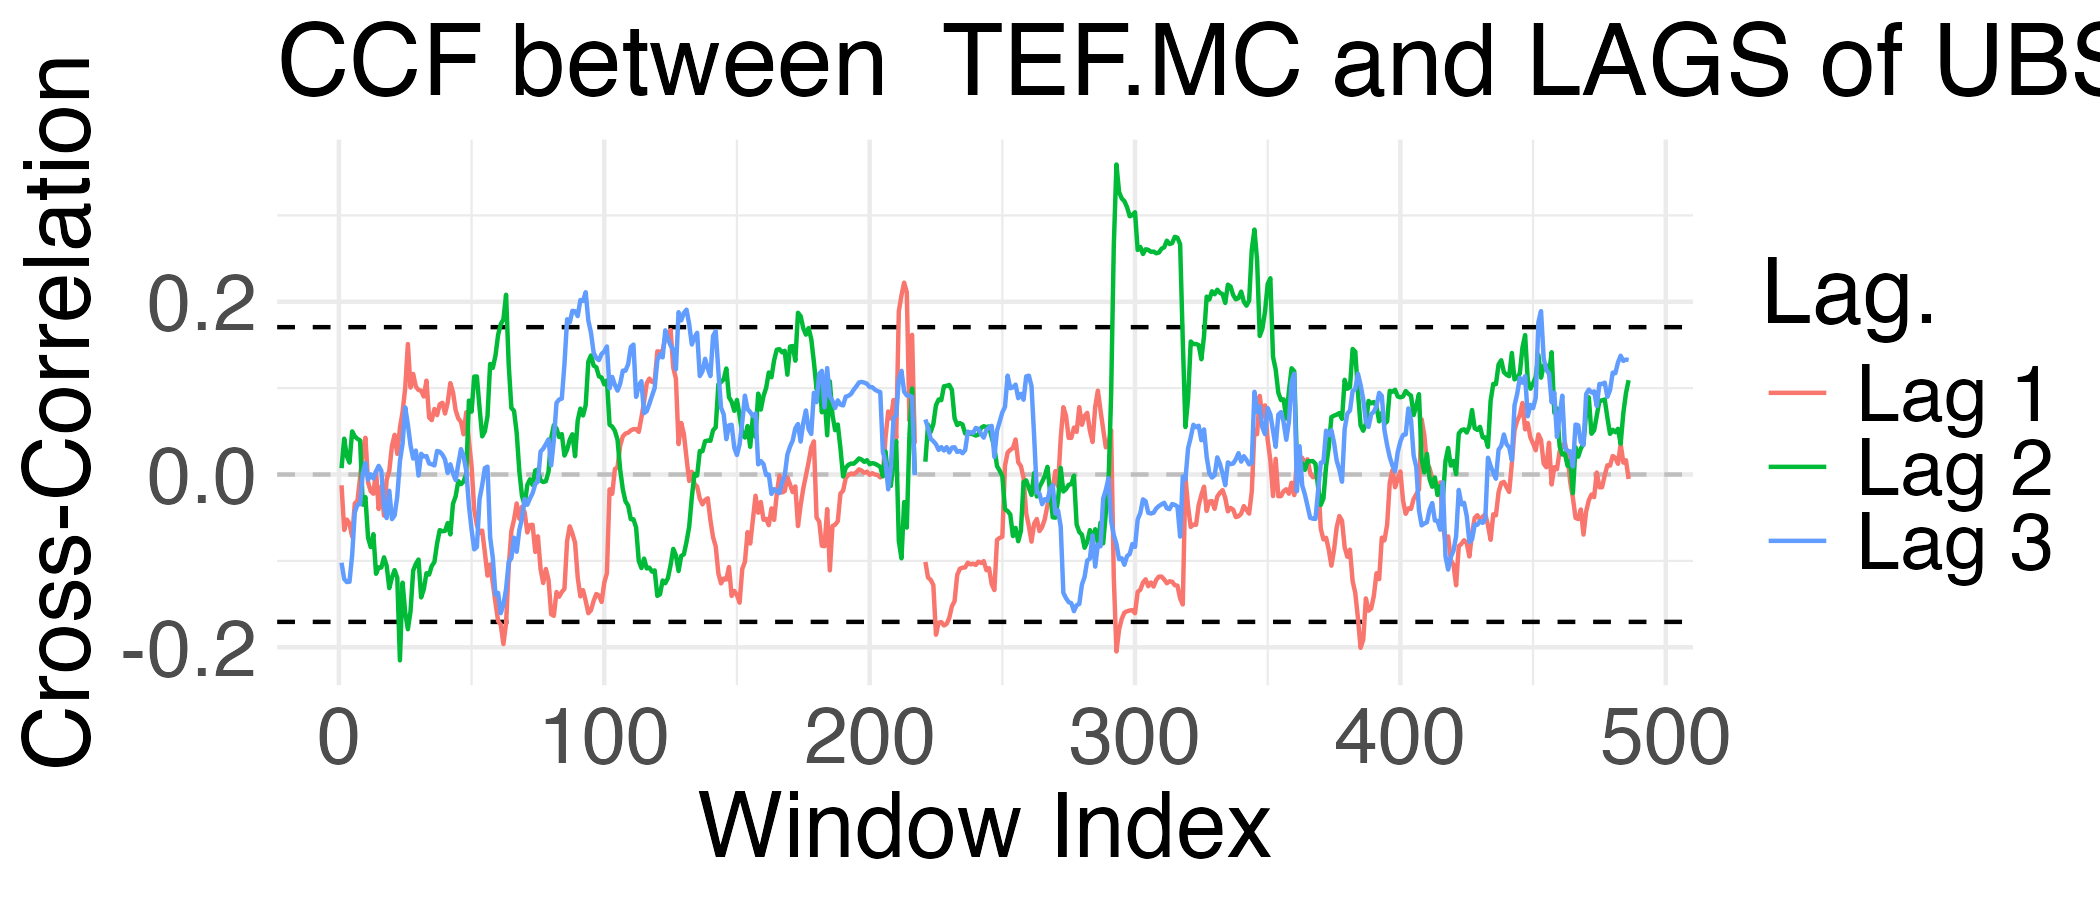 CCF between  TEF.MC and LAGS of UBS
Cross-Correlation
0.2
0.0
-0.2
0 100 200 300 400 500
Window Index
Lag.
Lag 1
Lag 2
Lag 3